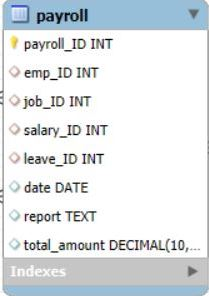 payroll
payroll_ID INT
emp_ID INT
job_ID INT
salary_ID INT
leave_ID INT
date DATE
report TEXT
total_amount DECIMAL(10,...
Indexes